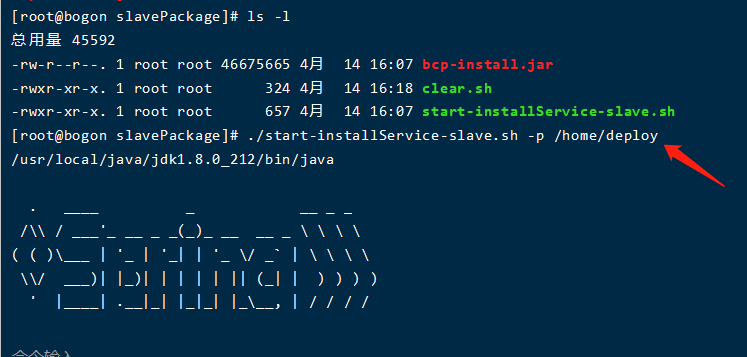 [root@bogon slavePackage]# ls -l
总用量 45592
-rw-r--r--. 1 root root 46675665 4月  14 16:07 bcp-install.jar
-rwxr-xr-x. 1 root root      324 4月  14 16:18 clear.sh
-rwxr-xr-x. 1 root root      657 4月  14 16:07 start-installService-slave.sh
[root@bogon slavePackage]# ./start-installService-slave.sh -p /home/deploy
/usr/local/java/jdk1.8.0_212/bin/java
  .   ____          _            __ _ _
 /\\ / ___'_ __ _ _(_)_ __  __ _ \ \ \ \
( ( )\___ | '_ | '_| | '_ \/ _` | \ \ \ \
 \\/  ___)| |_)| | | | | || (_| |  ) ) ) )
  '  |____| .__|_| |_|_| |_\__, | / / / /
命令输入